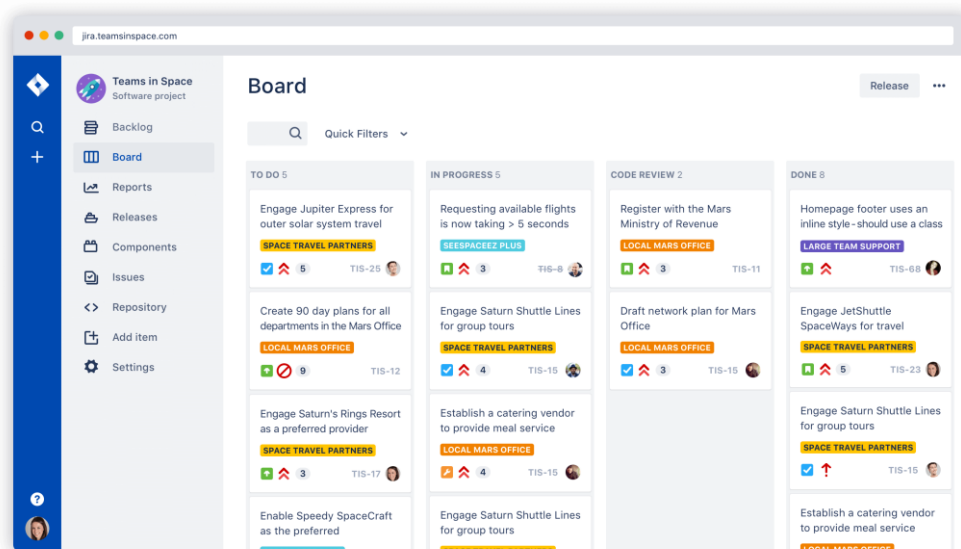 jira.teamsinspace.com
Teams in Space
Software project
Backlog
Board
Reports
Releases
Components
Issues
Repository
Add item
Settings
?
Board
Release
Quick Filters
TO DO 5
Engage Jupiter Express for
outer solar system travel
SPACE TRAVEL PARTNERS
5
TIS-25
Create 90 day plans for all
departments in the Mars Office
LOCAL MARS OFFICE
9
TIS-12
Engage Saturn's Rings Resort
as a preferred provider
SPACE TRAVEL PARTNERS
3
TIS-17
Enable Speedy SpaceCraft
as the preferred
IN PROGRESS 5
Requesting available flights
is now taking > 5 seconds
SEESPACEEZ PLUS
3
TIS-8
Engage Saturn Shuttle Lines
for group tours
SPACE TRAVEL PARTNERS
4
TIS-15
Establish a catering vendor
to provide meal service
LOCAL MARS OFFICE
4
TIS-15
Engage Saturn Shuttle Lines
for group tours
SPACE TRAVEL PARTNERS
CODE REVIEW 2
Register with the Mars
Ministry of Revenue
LOCAL MARS OFFICE
3
TIS-11
Draft network plan for Mars
Office
LOCAL MARS OFFICE
3
TIS-15
DONE 8
Homepage footer uses an
inline style-should use a class
LARGE TEAM SUPPORT
TIS-68
Engage JetShuttle
SpaceWays for travel
SPACE TRAVEL PARTNERS
5
TIS-23
Engage Saturn Shuttle Lines
for group tours
SPACE TRAVEL PARTNERS
TIS-15
Establish a catering vendor
to provide meal service
LOCAL MARS OFFICE